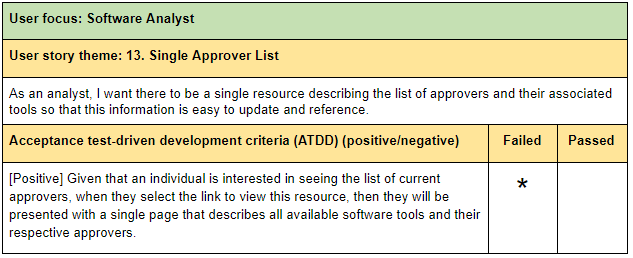 User focus: Software Analyst
User story theme: 13. Single Approver List
As an analyst, I want there to be a single resource describing the list of approvers and their associated
tools so that this information is easy to update and reference.
Acceptance test-driven development criteria (ATDD) (positive/negative) Failed Passed
[Positive] Given that an individual is interested in seeing the list of current
approvers, when they select the link to view this resource, then they will be
presented with a single page that describes all available software tools and their
respective approvers.
*